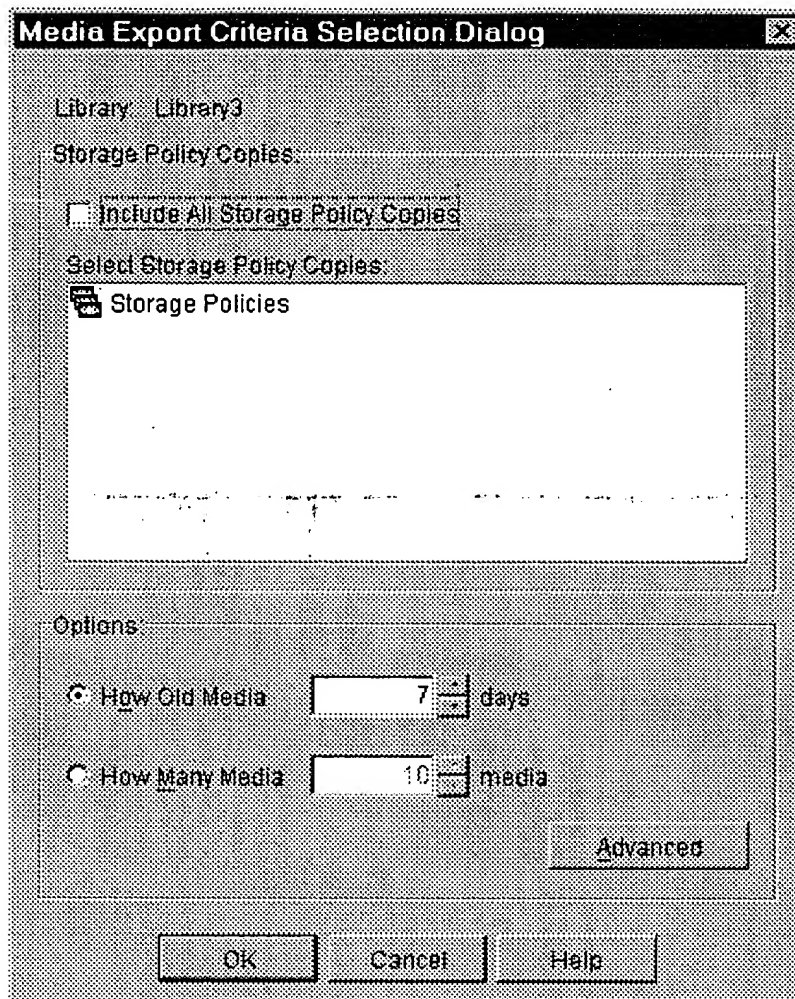 Media Export Criteria Selection Dialog
Library: Library3
Storage Policy Copies:
Include All Storage Policy Copies
Select Storage Policy Copies:
Storage Policies
Options:
How Old Media 7 days
How Many Media 10 media
Advanced
OK Cancel Help